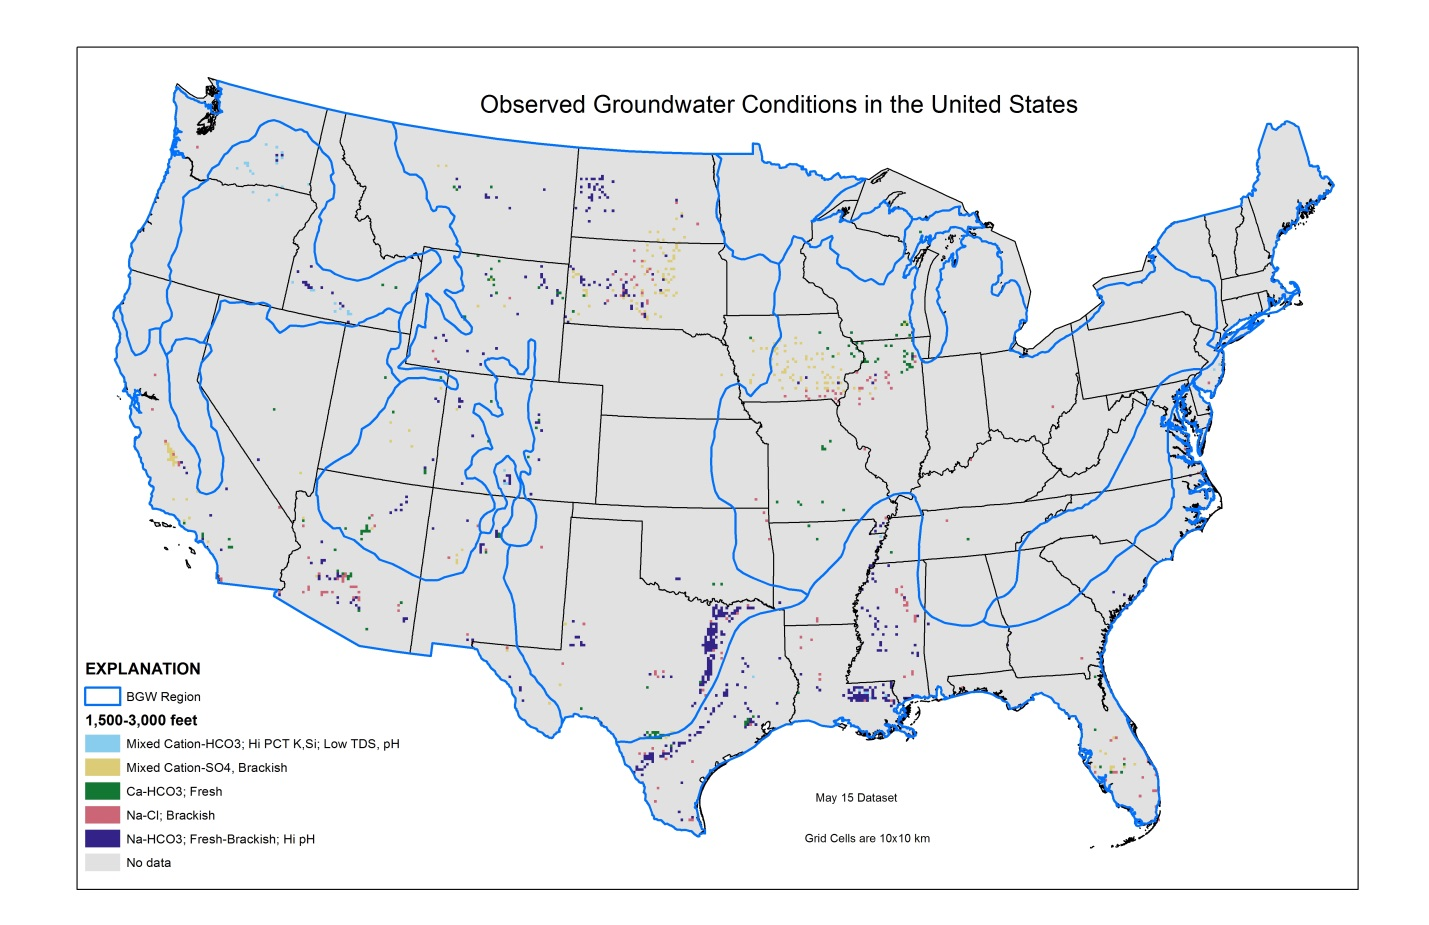 Observed Groundwater Conditions in the United States
EXPLANATION
BGW Region
1,500-3,000 feet
Mixed Cation-HCO3; Hi PCT K,Si; Low TDS, pH
Mixed Cation-SO4, Brackish
Ca-HCO3; Fresh
Na-Cl; Brackish
Na-HCO3; Fresh-Brackish; Hi pH
No data
May 15 Dataset
Grid Cells are 10x10 km